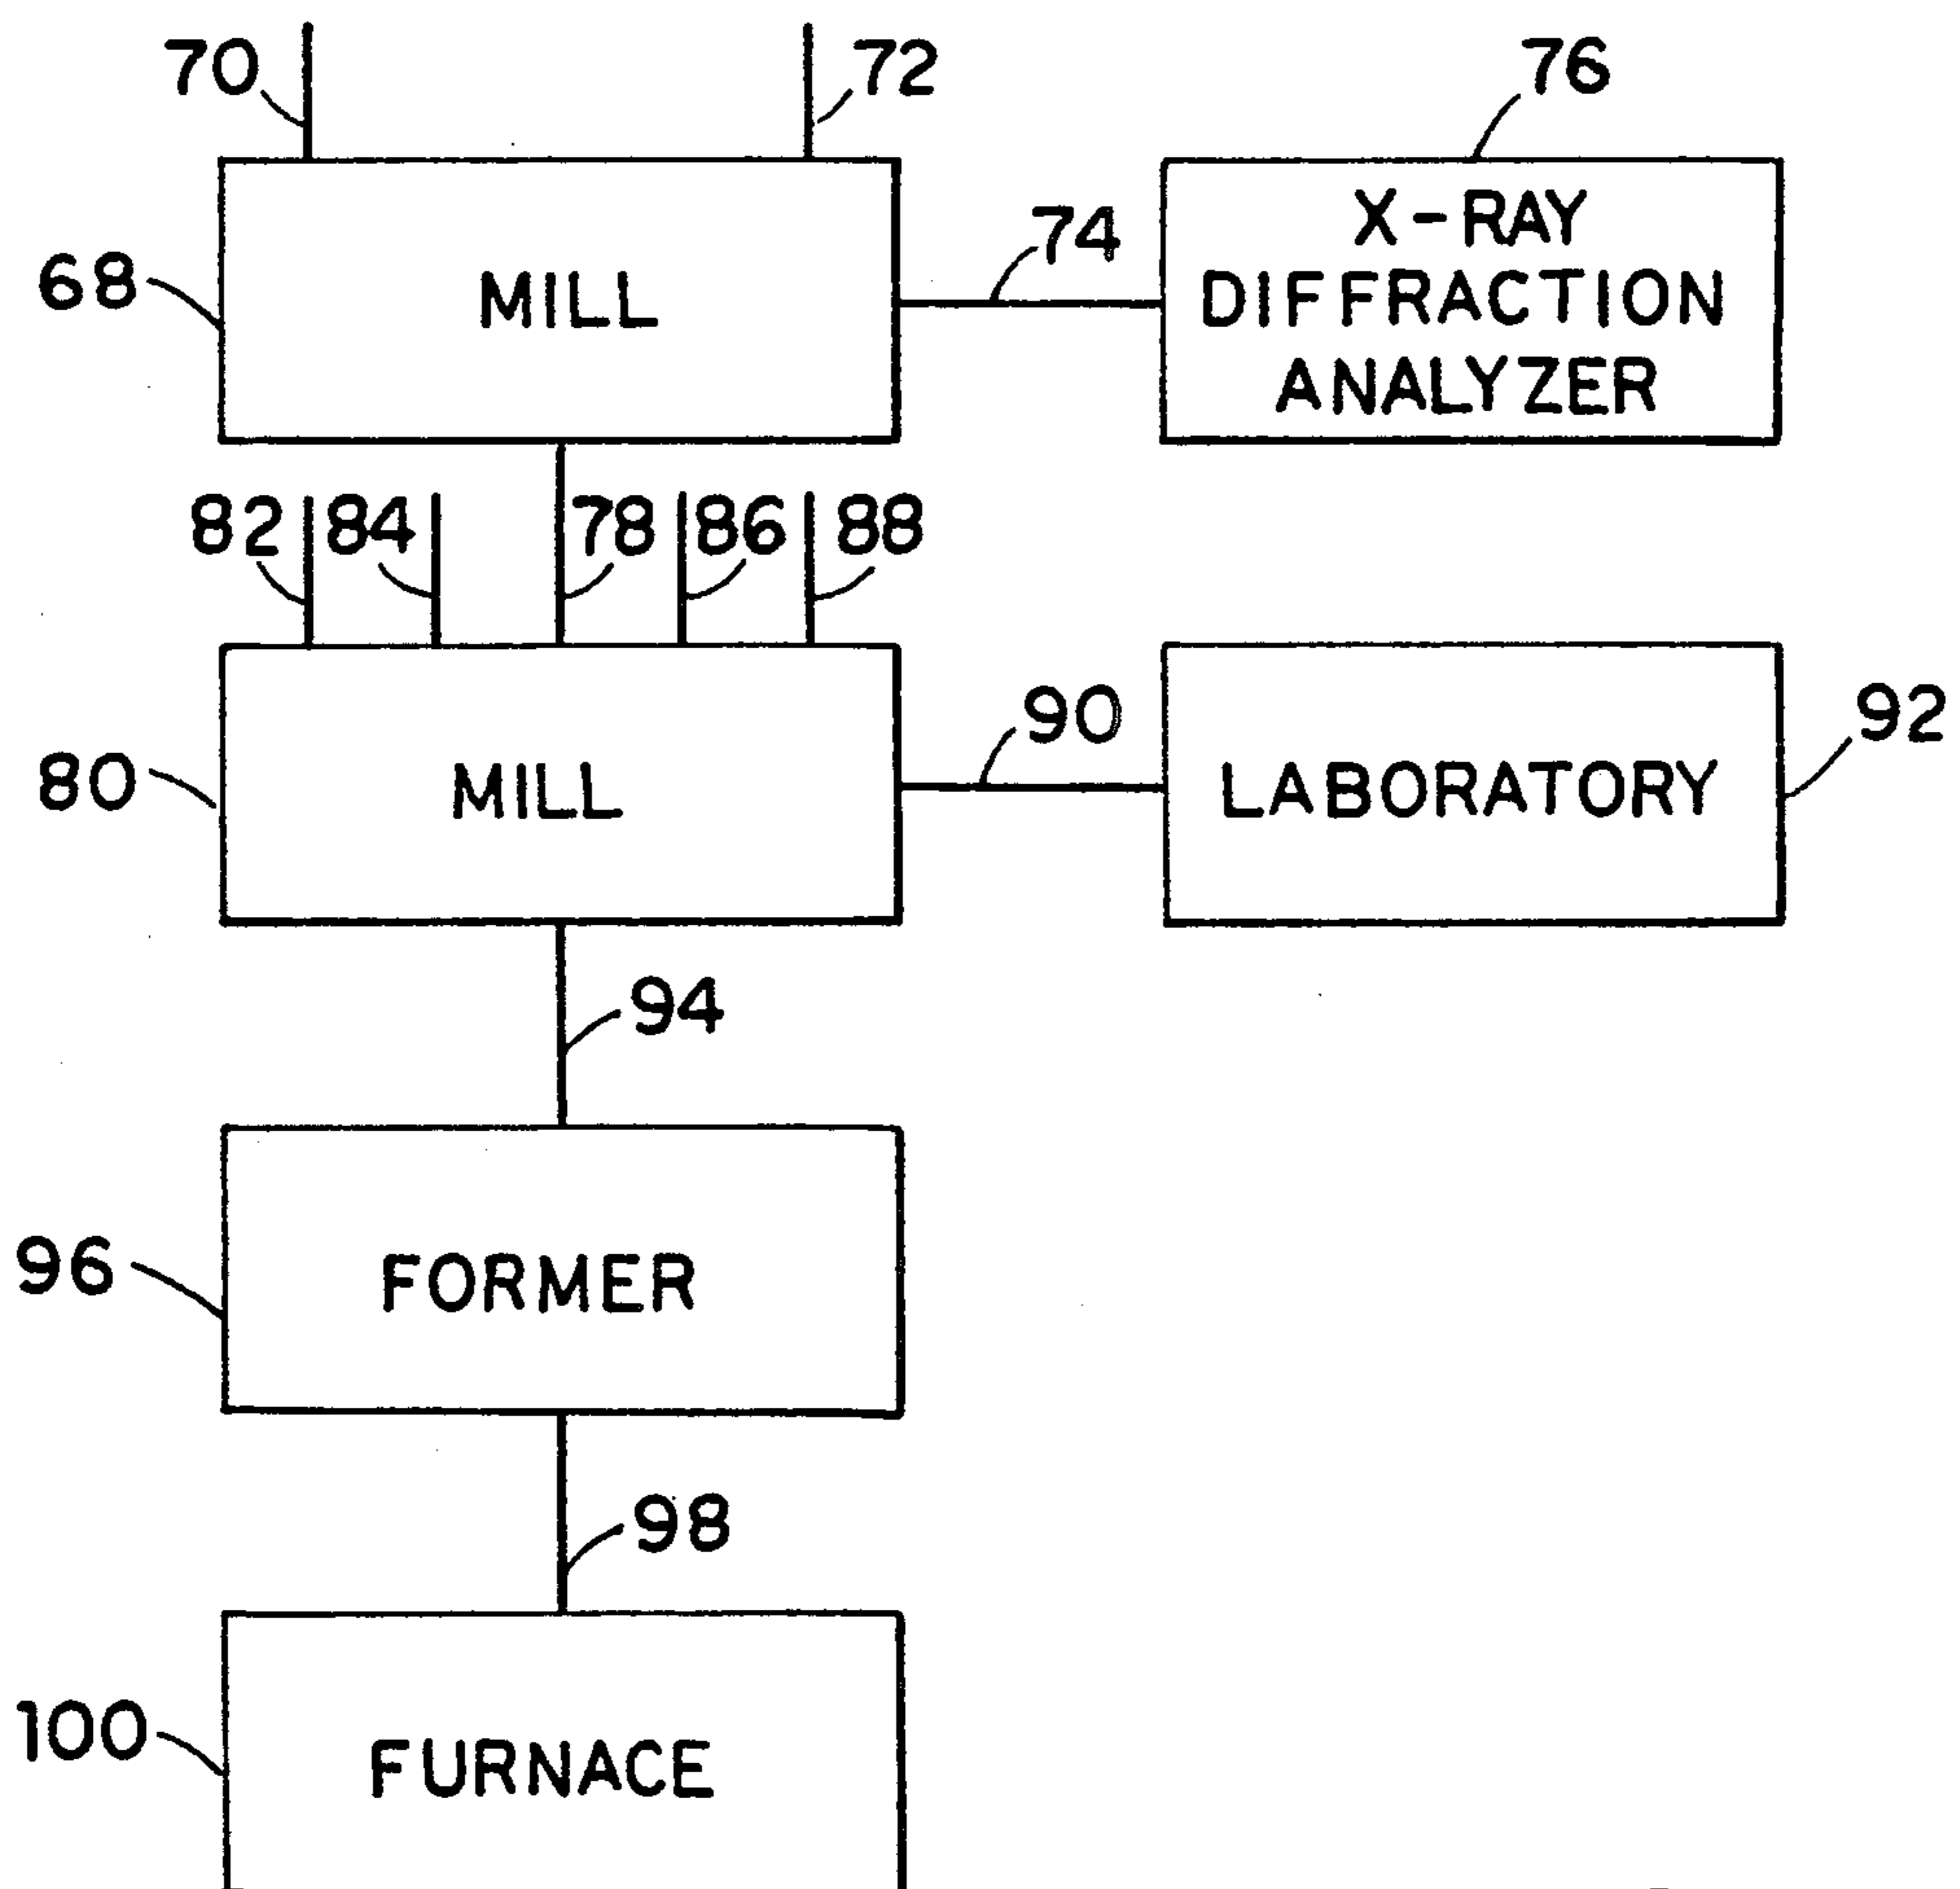 70
72
76
68
MILL
74
X-RAY
DIFFRACTION
ANALYZER
82
84
78
86
88
80
MILL
90
LABORATORY
92
94
96
FORMER
98
100
FURNACE